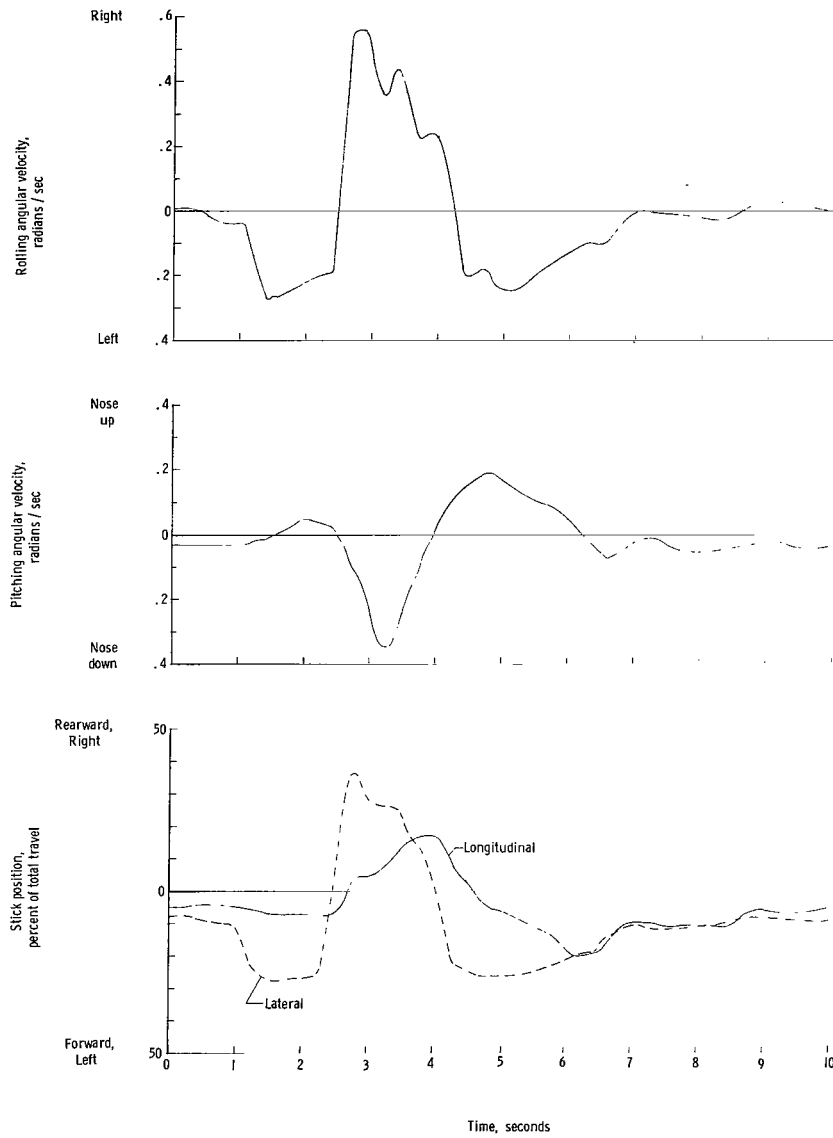 Right
.6
.4
.2
0
.2
.4
Left
Rolling angular velocity,
radians / sec
Nose
up
.4
.2
0
.2
.4
Nose
down
Pitching angular velocity,
radians / sec
Rearward,
Right
50
0
50
Forward,
Left
Stick position,
percent of total travel
Longitudinal
Lateral
0 1 2 3 4 5 6 7 8 9 10
Time, seconds